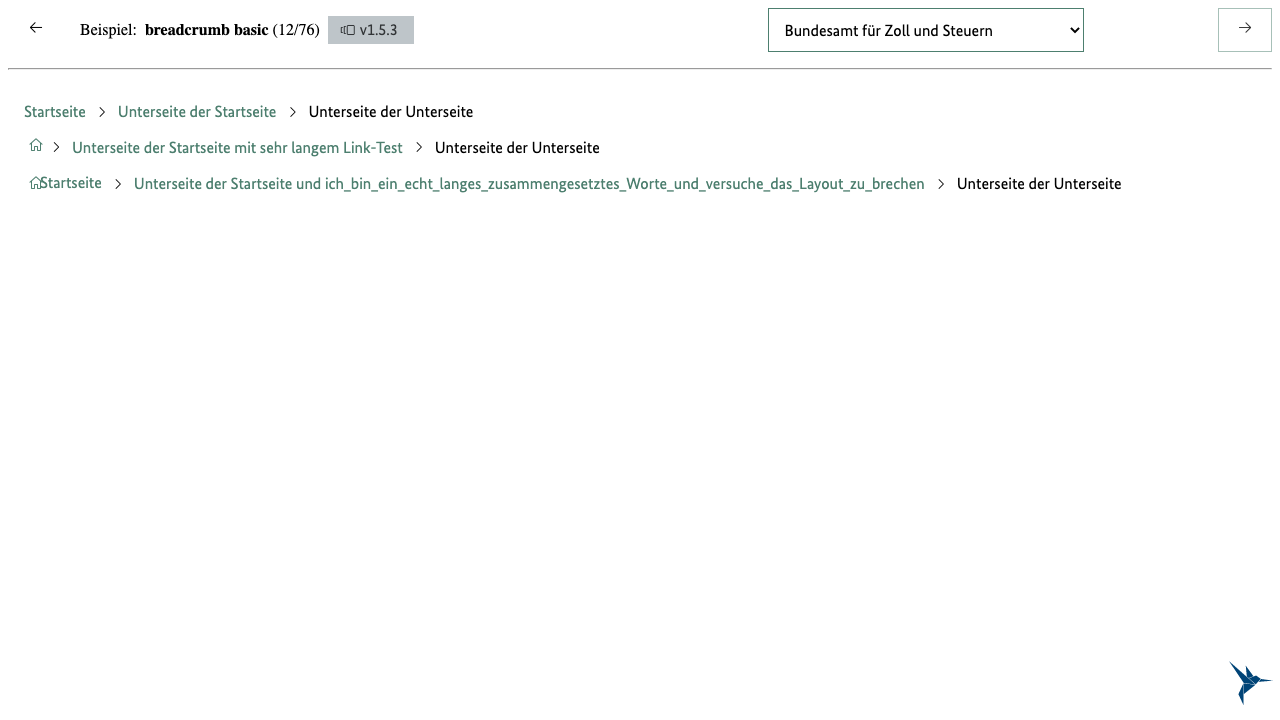 Beispiel: breadcrumb basic (12/76) v1.5.3 Bundesamt für Zoll und Steuern
Startseite Unterseite der Startseite Unterseite der Unterseite
Unterseite der Startseite mit sehr langem Link-Test Unterseite der Unterseite
Startseite Unterseite der Startseite und ich_bin_ein_echt_langes_zusammengesetztes_Worte_und_versuche_das_Layout_zu_brechen Unterseite der Unterseite